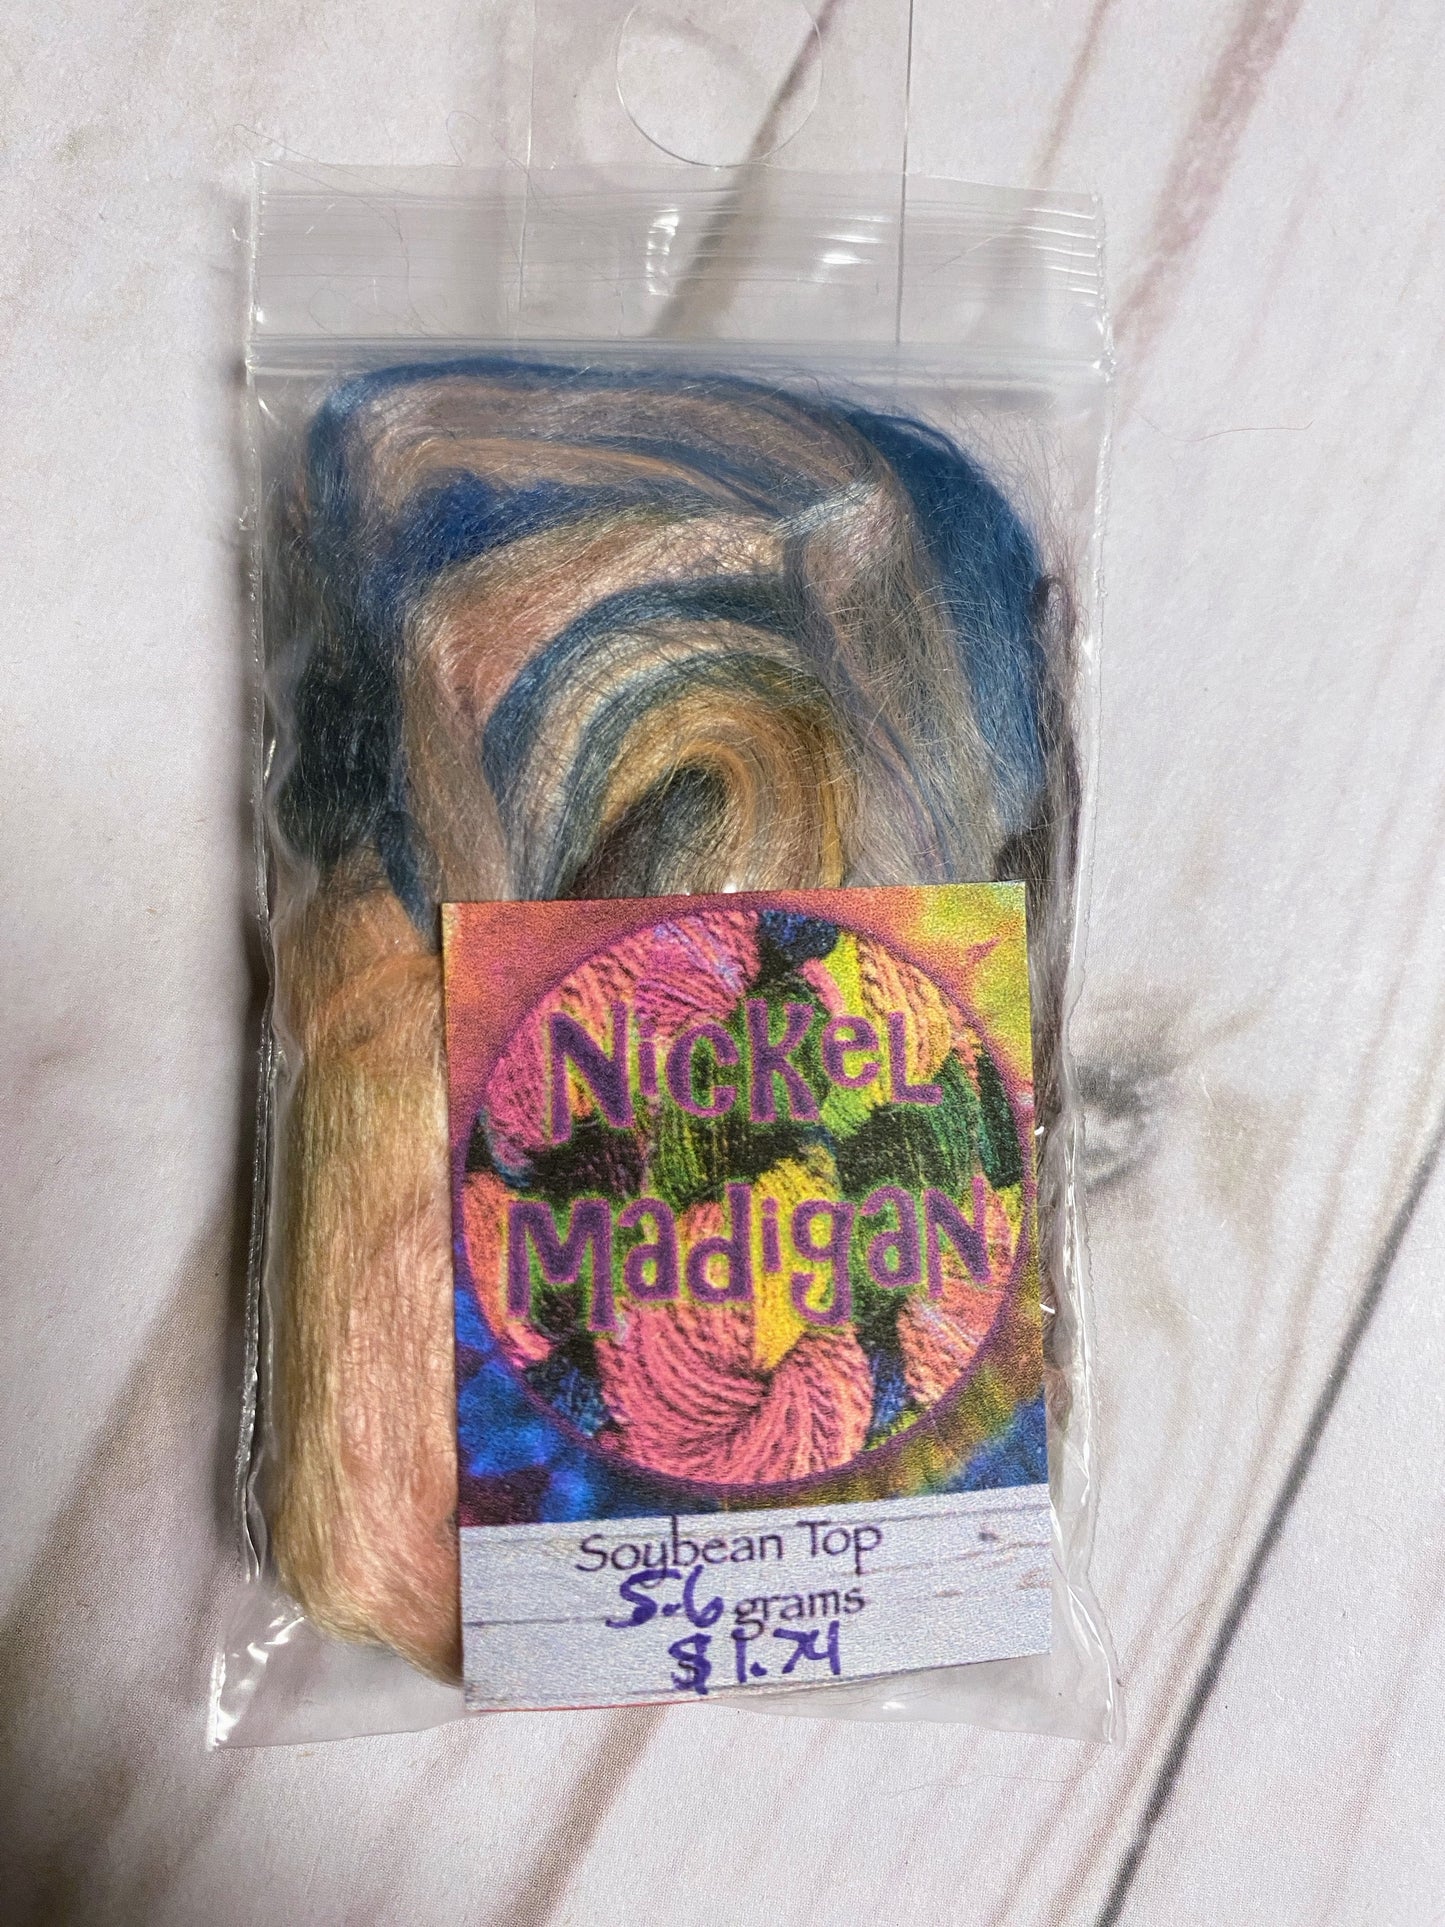 Nickel
Madigan
Soybean Top
5.6 grams
$1.74